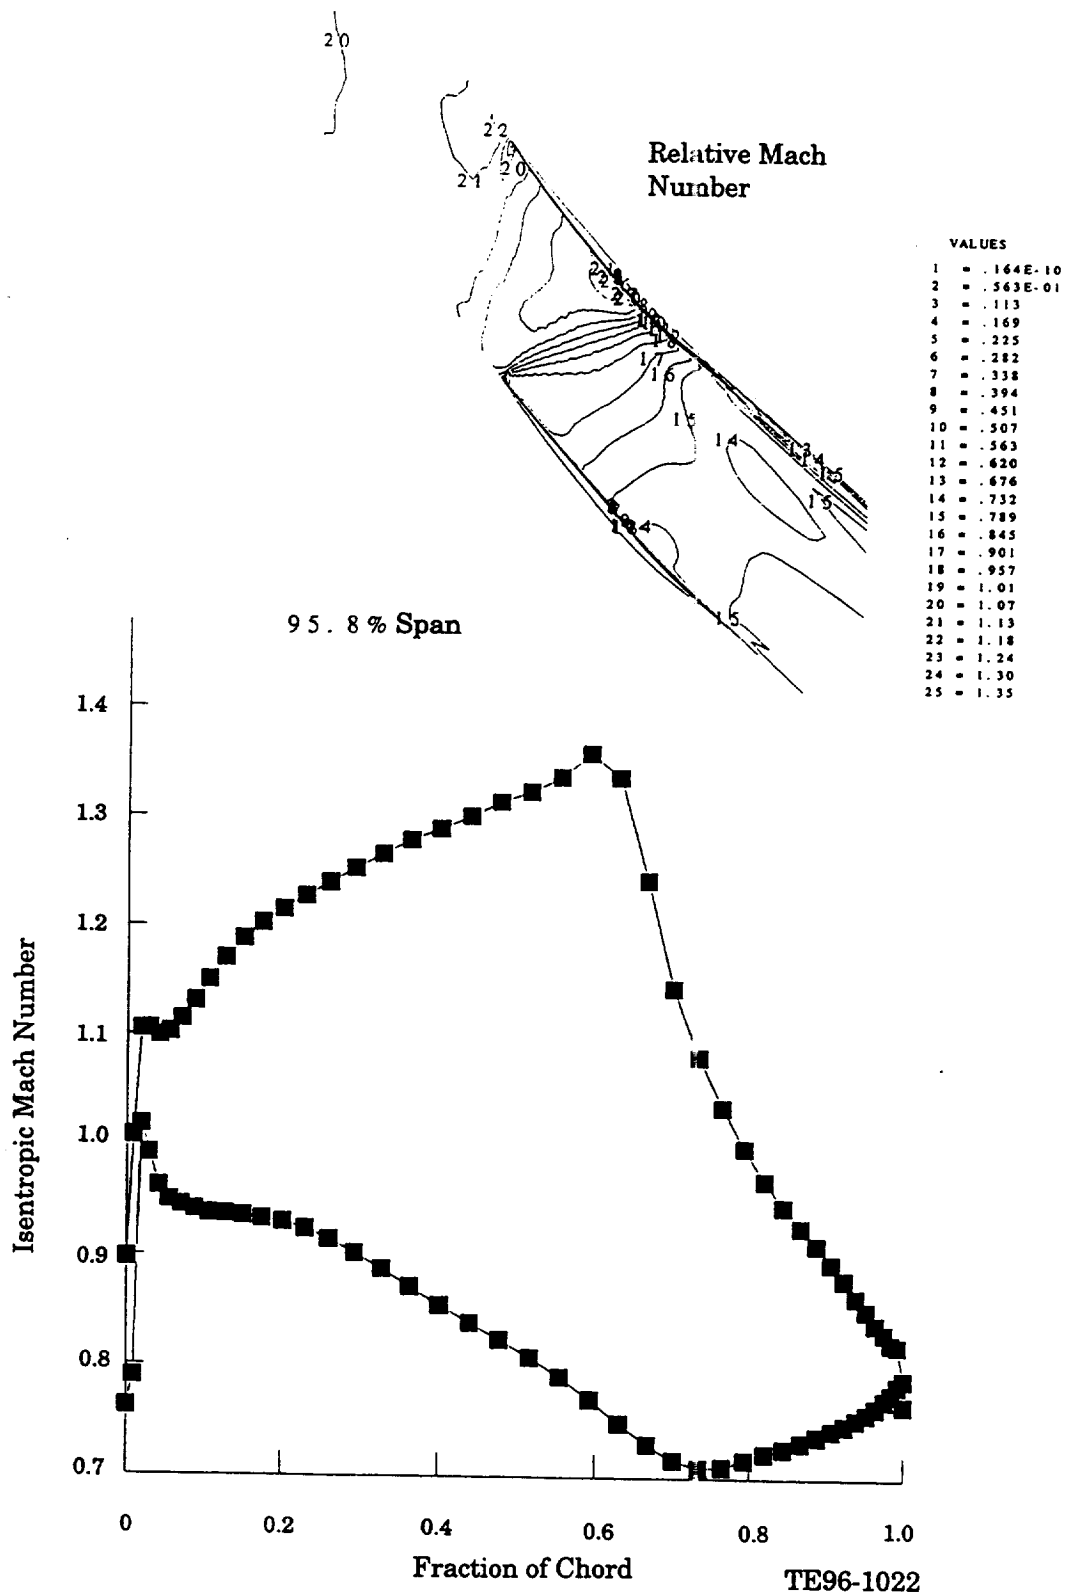 20
22
20
21
Relative Mach
Number
VALUES
1 = .164E-10
2 = .563E-01
3 = .113
4 = .169
5 = .225
6 = .282
7 = .338
8 = .394
9 = .451
10 = .507
11 = .563
12 = .620
13 = .676
14 = .732
15 = .789
16 = .845
17 = .901
18 = .957
19 = 1.01
20 = 1.07
21 = 1.13
22 = 1.18
23 = 1.24
24 = 1.30
25 = 1.35
17
16
15
14
15
15
95.8% Span
1.4
1.3
1.2
1.1
1.0
0.9
0.8
0.7
Isentropic Mach Number
0 0.2 0.4 0.6 0.8 1.0
Fraction of Chord
TE96-1022